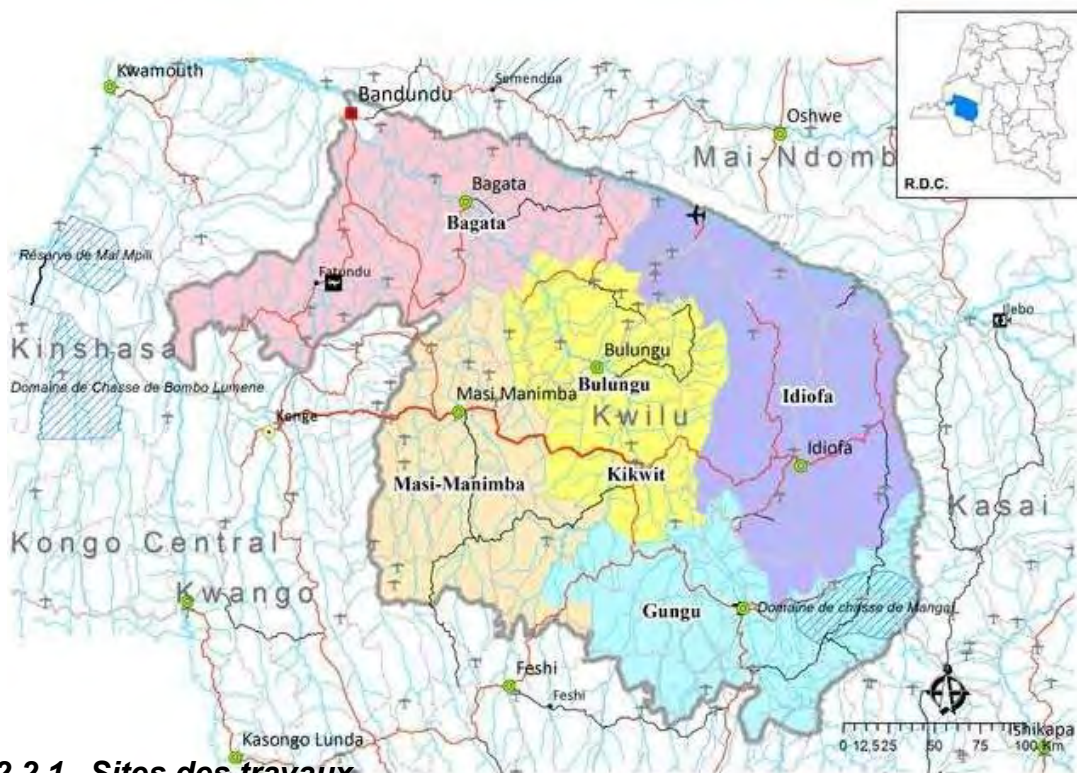 Kwamouth
Semendua
Bandundu
Oshwe
Mai-Ndomb
R.D.C.
Bagata
Bagata
Réserve de Mai Mpili
Fatundu
Ilebo
Kinshasa
Bulungu
Domaine de Chasse de Bombo Lumene
Bulungu
Idiofa
Masi Manimba
Kwilu
Kenge
Idiofa
Masi-Manimba
Kikwit
Kasai
Kongo Central
Kwango
Gungu
Domaine de chasse de Mangai
Feshi
Feshi
Kasongo Lunda
0 12,525 50 75 100 Km
Tshikapa
2.2.1. Sites des travaux